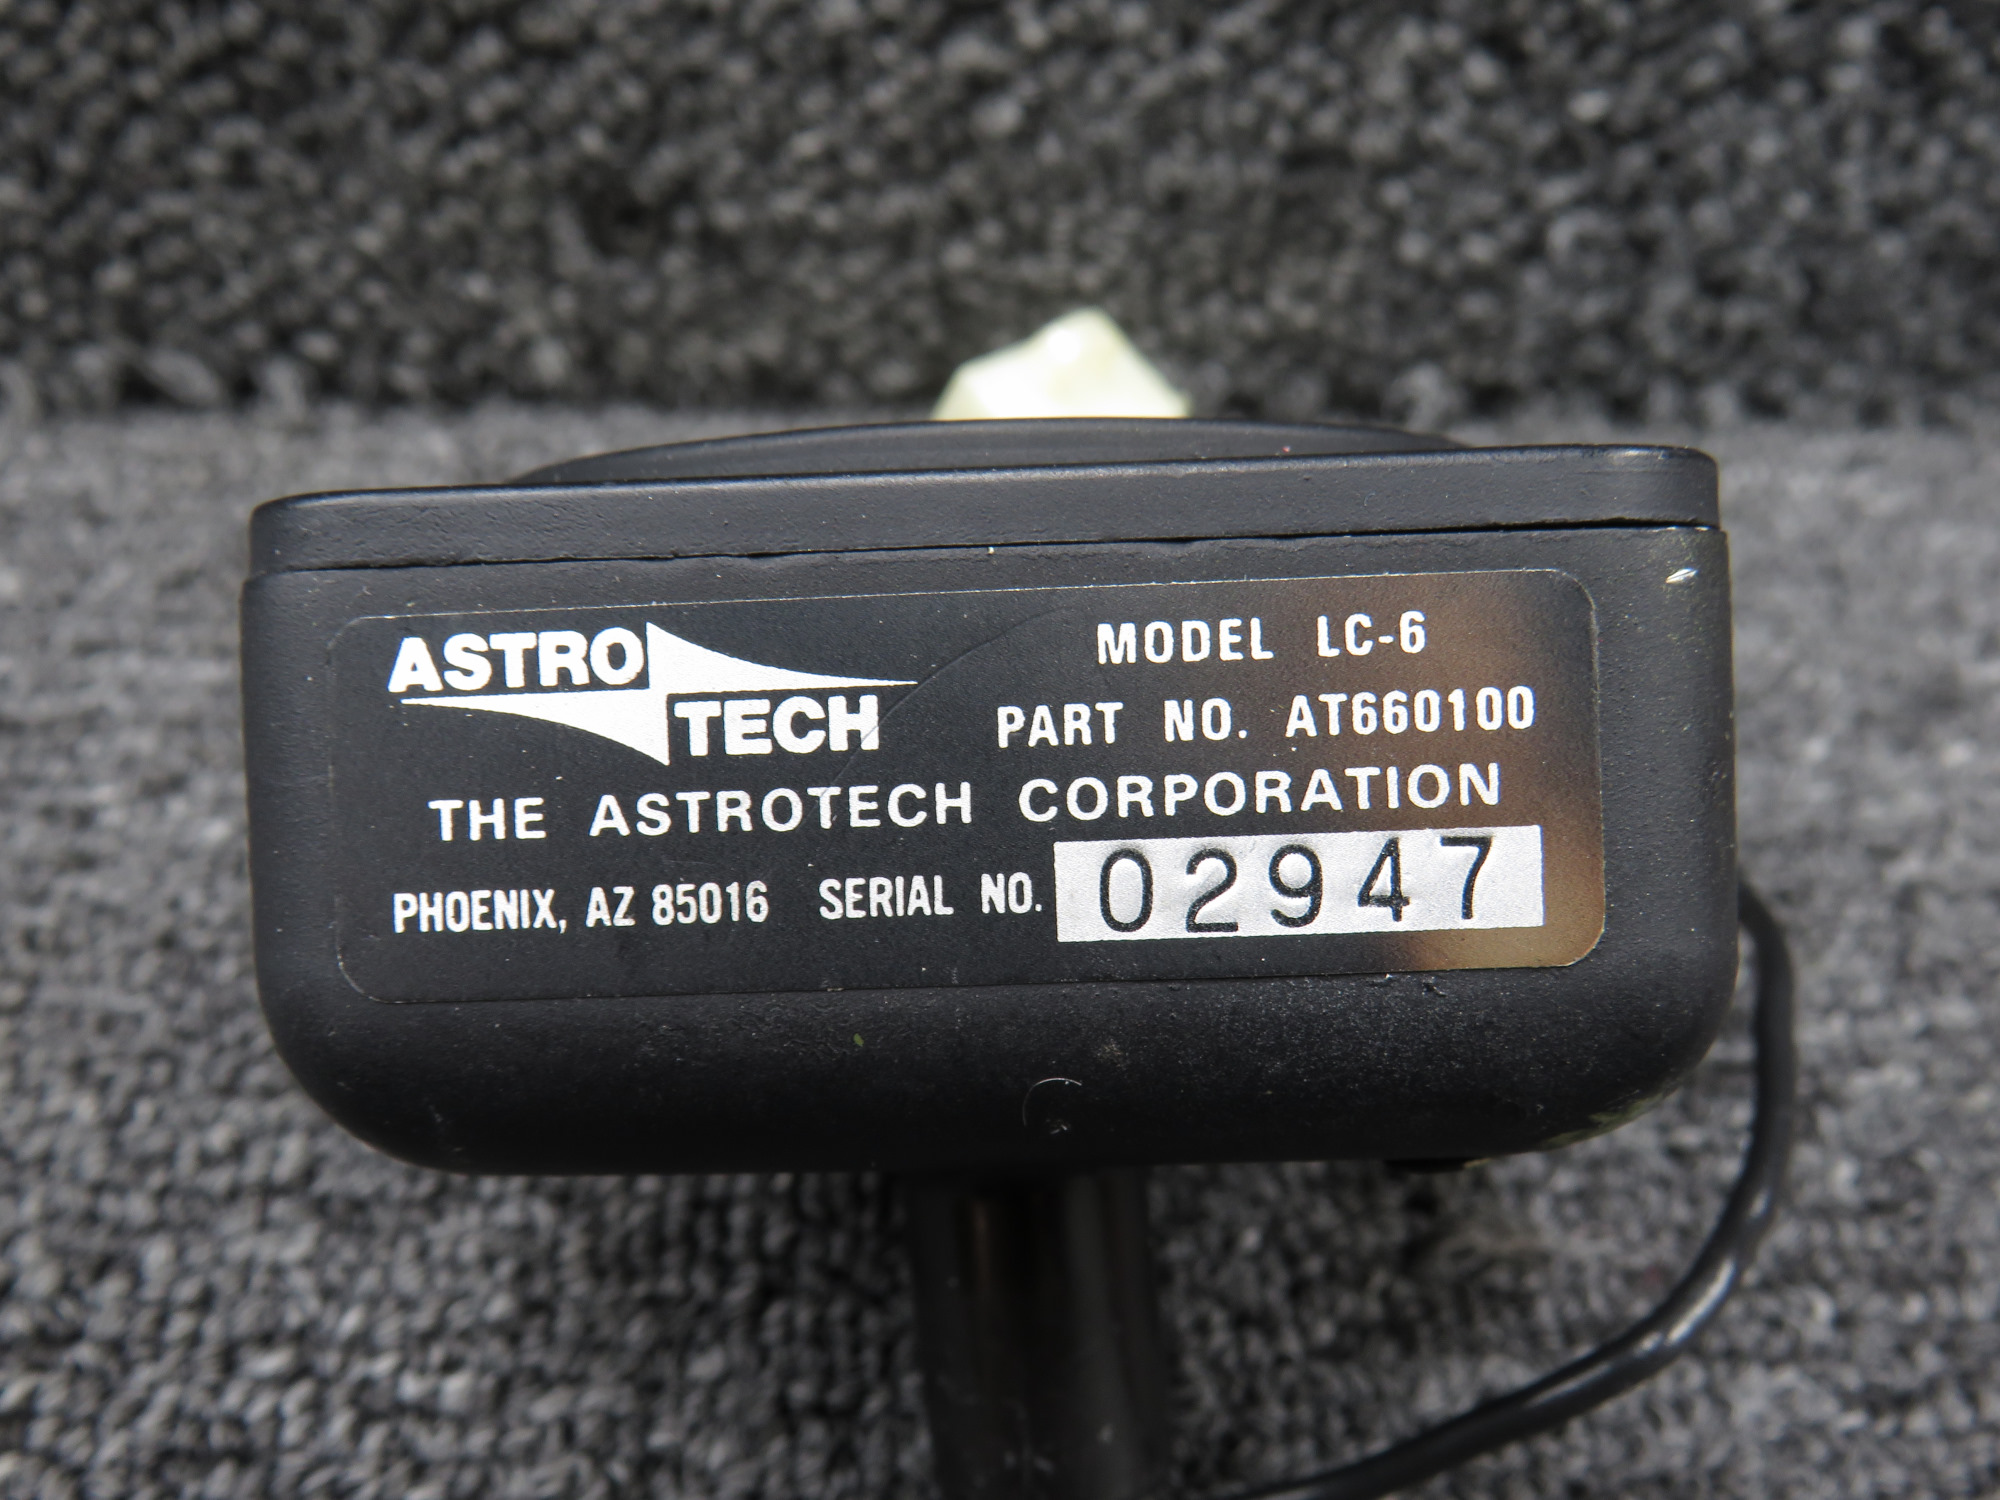 ASTRO
TECH
MODEL LC-6
PART NO. AT660100
THE ASTROTECH CORPORATION
PHOENIX, AZ 85016 SERIAL NO. 02947